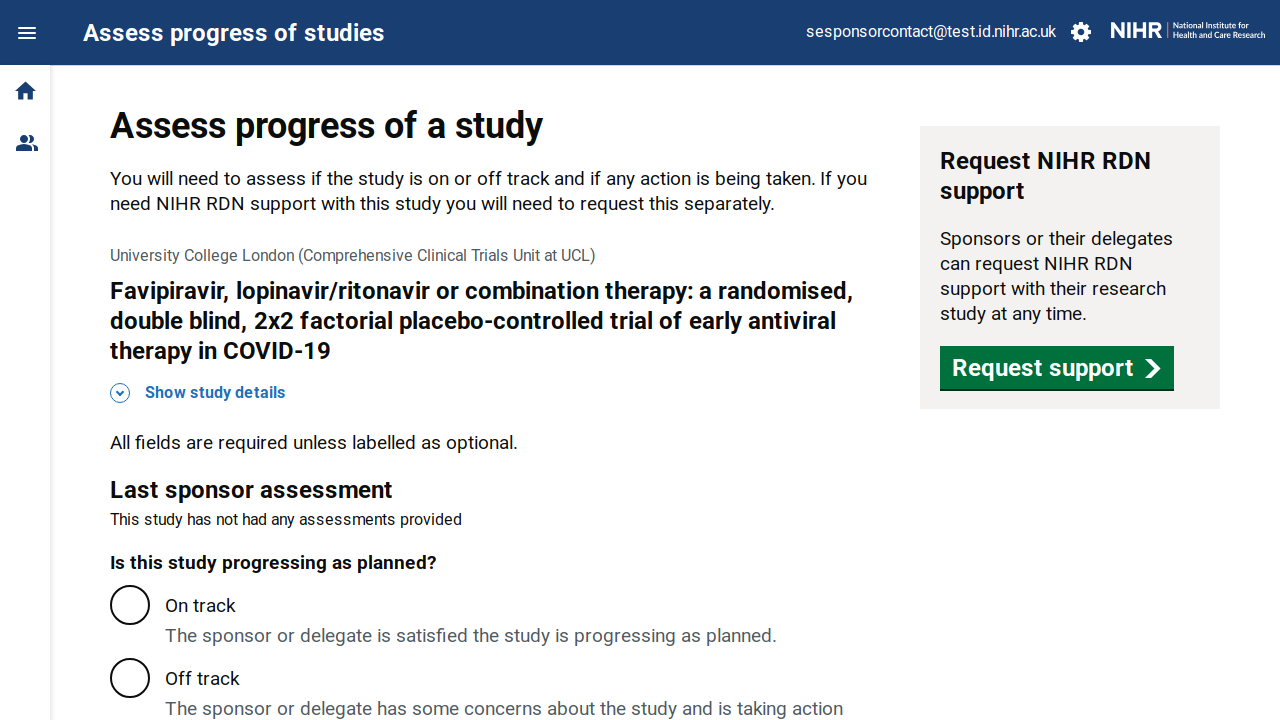 Assess progress of studies
sesponsorcontact@test.id.nihr.ac.uk
NIHR
National Institute for
Health and Care Research
Assess progress of a study
You will need to assess if the study is on or off track and if any action is being taken. If you
need NIHR RDN support with this study you will need to request this separately.
University College London (Comprehensive Clinical Trials Unit at UCL)
Favipiravir, lopinavir/ritonavir or combination therapy: a randomised,
double blind, 2x2 factorial placebo-controlled trial of early antiviral
therapy in COVID-19
Show study details
All fields are required unless labelled as optional.
Last sponsor assessment
This study has not had any assessments provided
Is this study progressing as planned?
On track
The sponsor or delegate is satisfied the study is progressing as planned.
Off track
The sponsor or delegate has some concerns about the study and is taking action
Request NIHR RDN
support
Sponsors or their delegates
can request NIHR RDN
support with their research
study at any time.
Request support